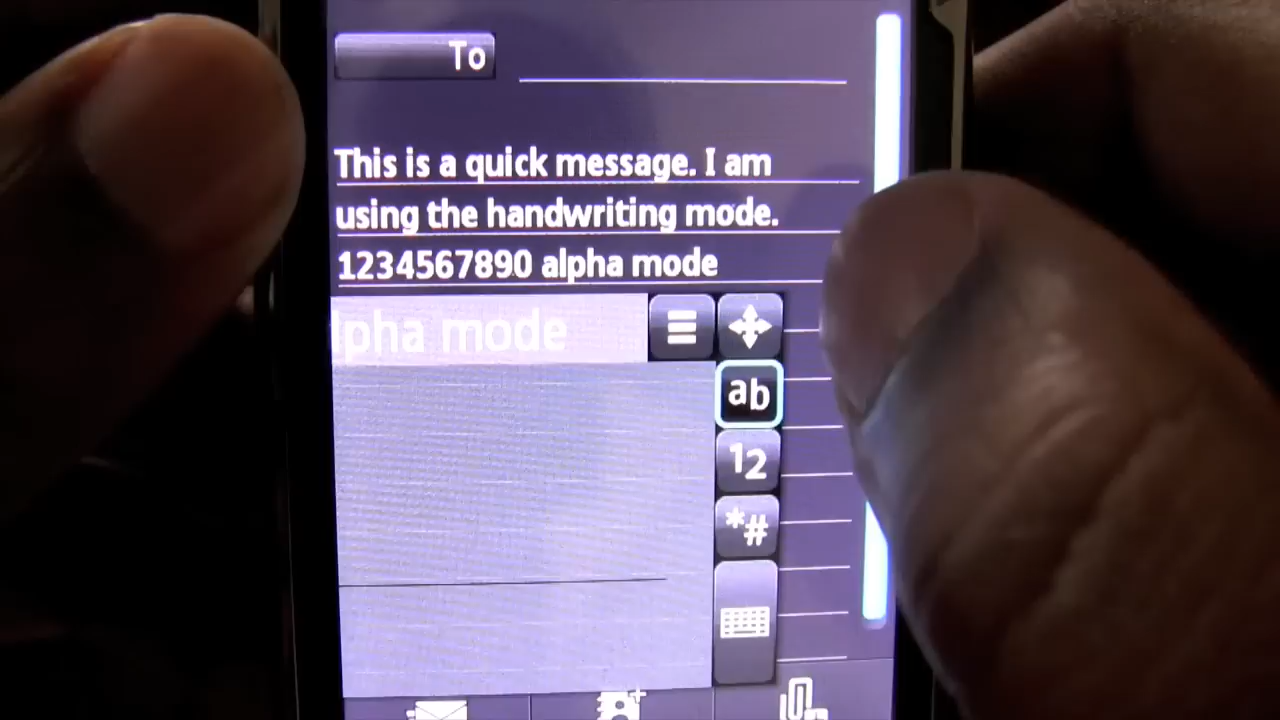 To
This is a quick message. I am
using the handwriting mode.
1234567890 alpha mode
lpha mode
ab
12
*#